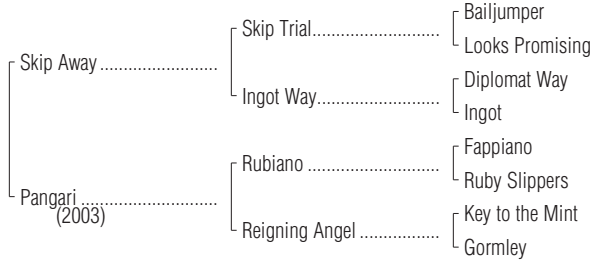 Bailjumper
Skip Trial
Looks Promising
Skip Away
Diplomat Way
Ingot Way
Ingot
Fappiano
Rubiano
Ruby Slippers
Pangari
(2003)
Key to the Mint
Reigning Angel
Gormley